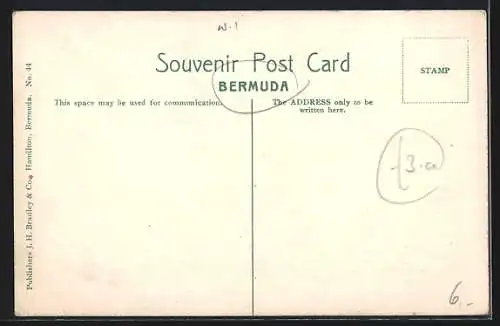 W-1
Souvenir Post Card
BERMUDA
STAMP
This space may be used for communication.
The ADDRESS only to be
written here.
Publishers J. H. Bradley & Co., Hamilton, Bermuda. No. 44
6,-